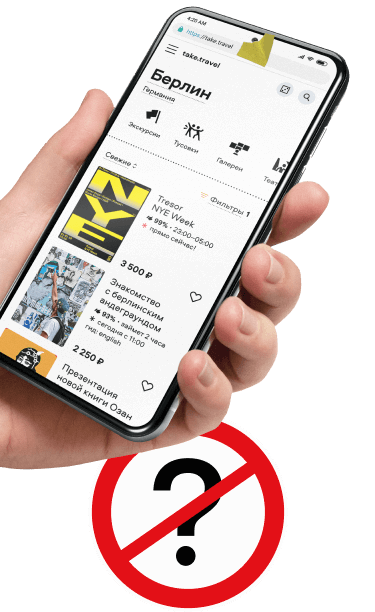 4:20 AM
https://take.travel
take.travel
Берлин
Германия
Экскурсии
Тусовки
Галереи
Теат
Свежие
Фильтры 1
NYE
Tresor
NYE Week
99% · 23:00–05:00
прямо сейчас!
3 500 ₽
Знакомство
с берлинским
андеграундом
93% · займет 2 часа
сегодня с 11:00
гид: english
2 250 ₽
Презентация
новой книги Озан
?